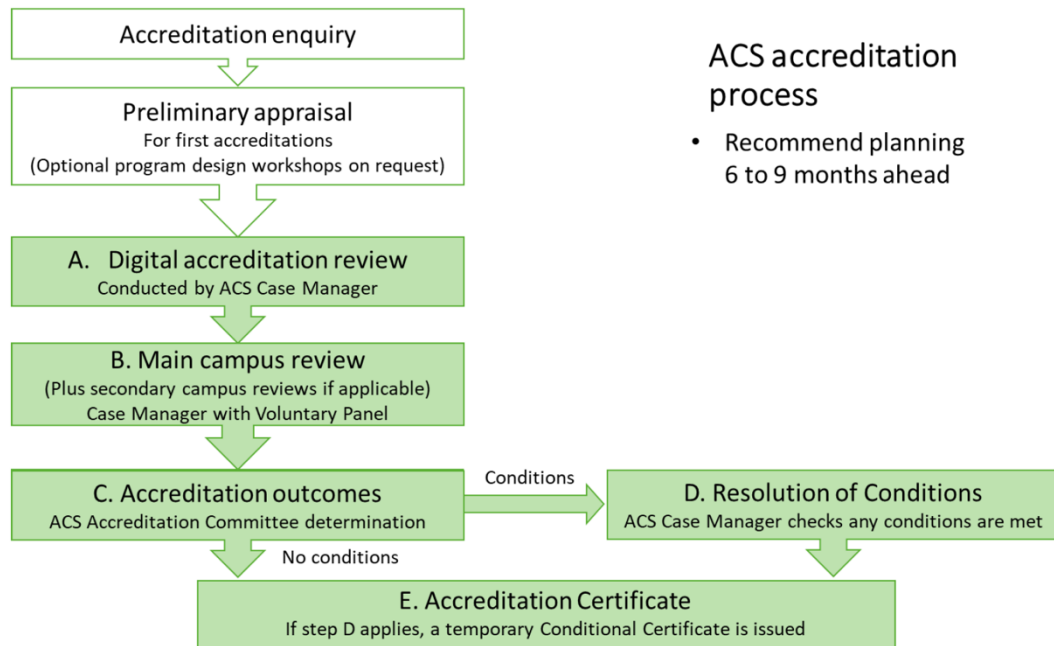 Accreditation enquiry
ACS accreditation
process
• Recommend planning
6 to 9 months ahead
Preliminary appraisal
For first accreditations
(Optional program design workshops on request)
A. Digital accreditation review
Conducted by ACS Case Manager
B. Main campus review
(Plus secondary campus reviews if applicable)
Case Manager with Voluntary Panel
C. Accreditation outcomes
ACS Accreditation Committee determination
Conditions
D. Resolution of Conditions
ACS Case Manager checks any conditions are met
No conditions
E. Accreditation Certificate
If step D applies, a temporary Conditional Certificate is issued